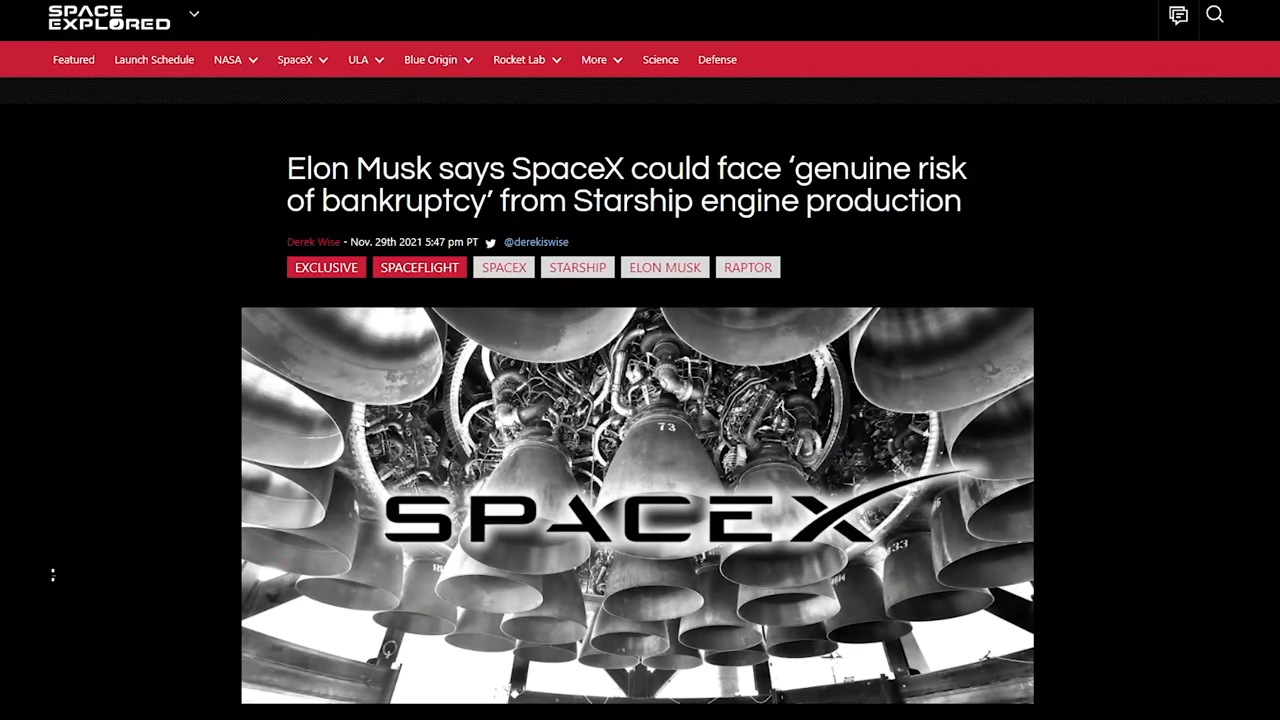 SPACE
EXPLORED
Featured Launch Schedule NASA SpaceX ULA Blue Origin Rocket Lab More Science Defense
Elon Musk says SpaceX could face ‘genuine risk
of bankruptcy’ from Starship engine production
Derek Wise - Nov. 29th 2021 5:47 pm PT @derekiswise
EXCLUSIVE SPACEFLIGHT SPACEX STARSHIP ELON MUSK RAPTOR
73
SPACEX